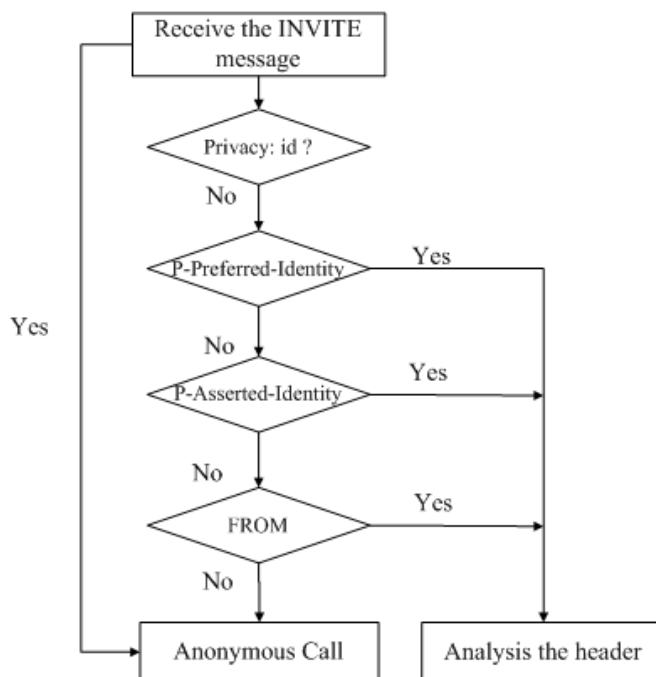 Receive the INVITE
message
Privacy: id ?
No
P-Preferred-Identity
Yes
Yes
No
P-Asserted-Identity
Yes
No
FROM
Yes
No
Anonymous Call
Analysis the header